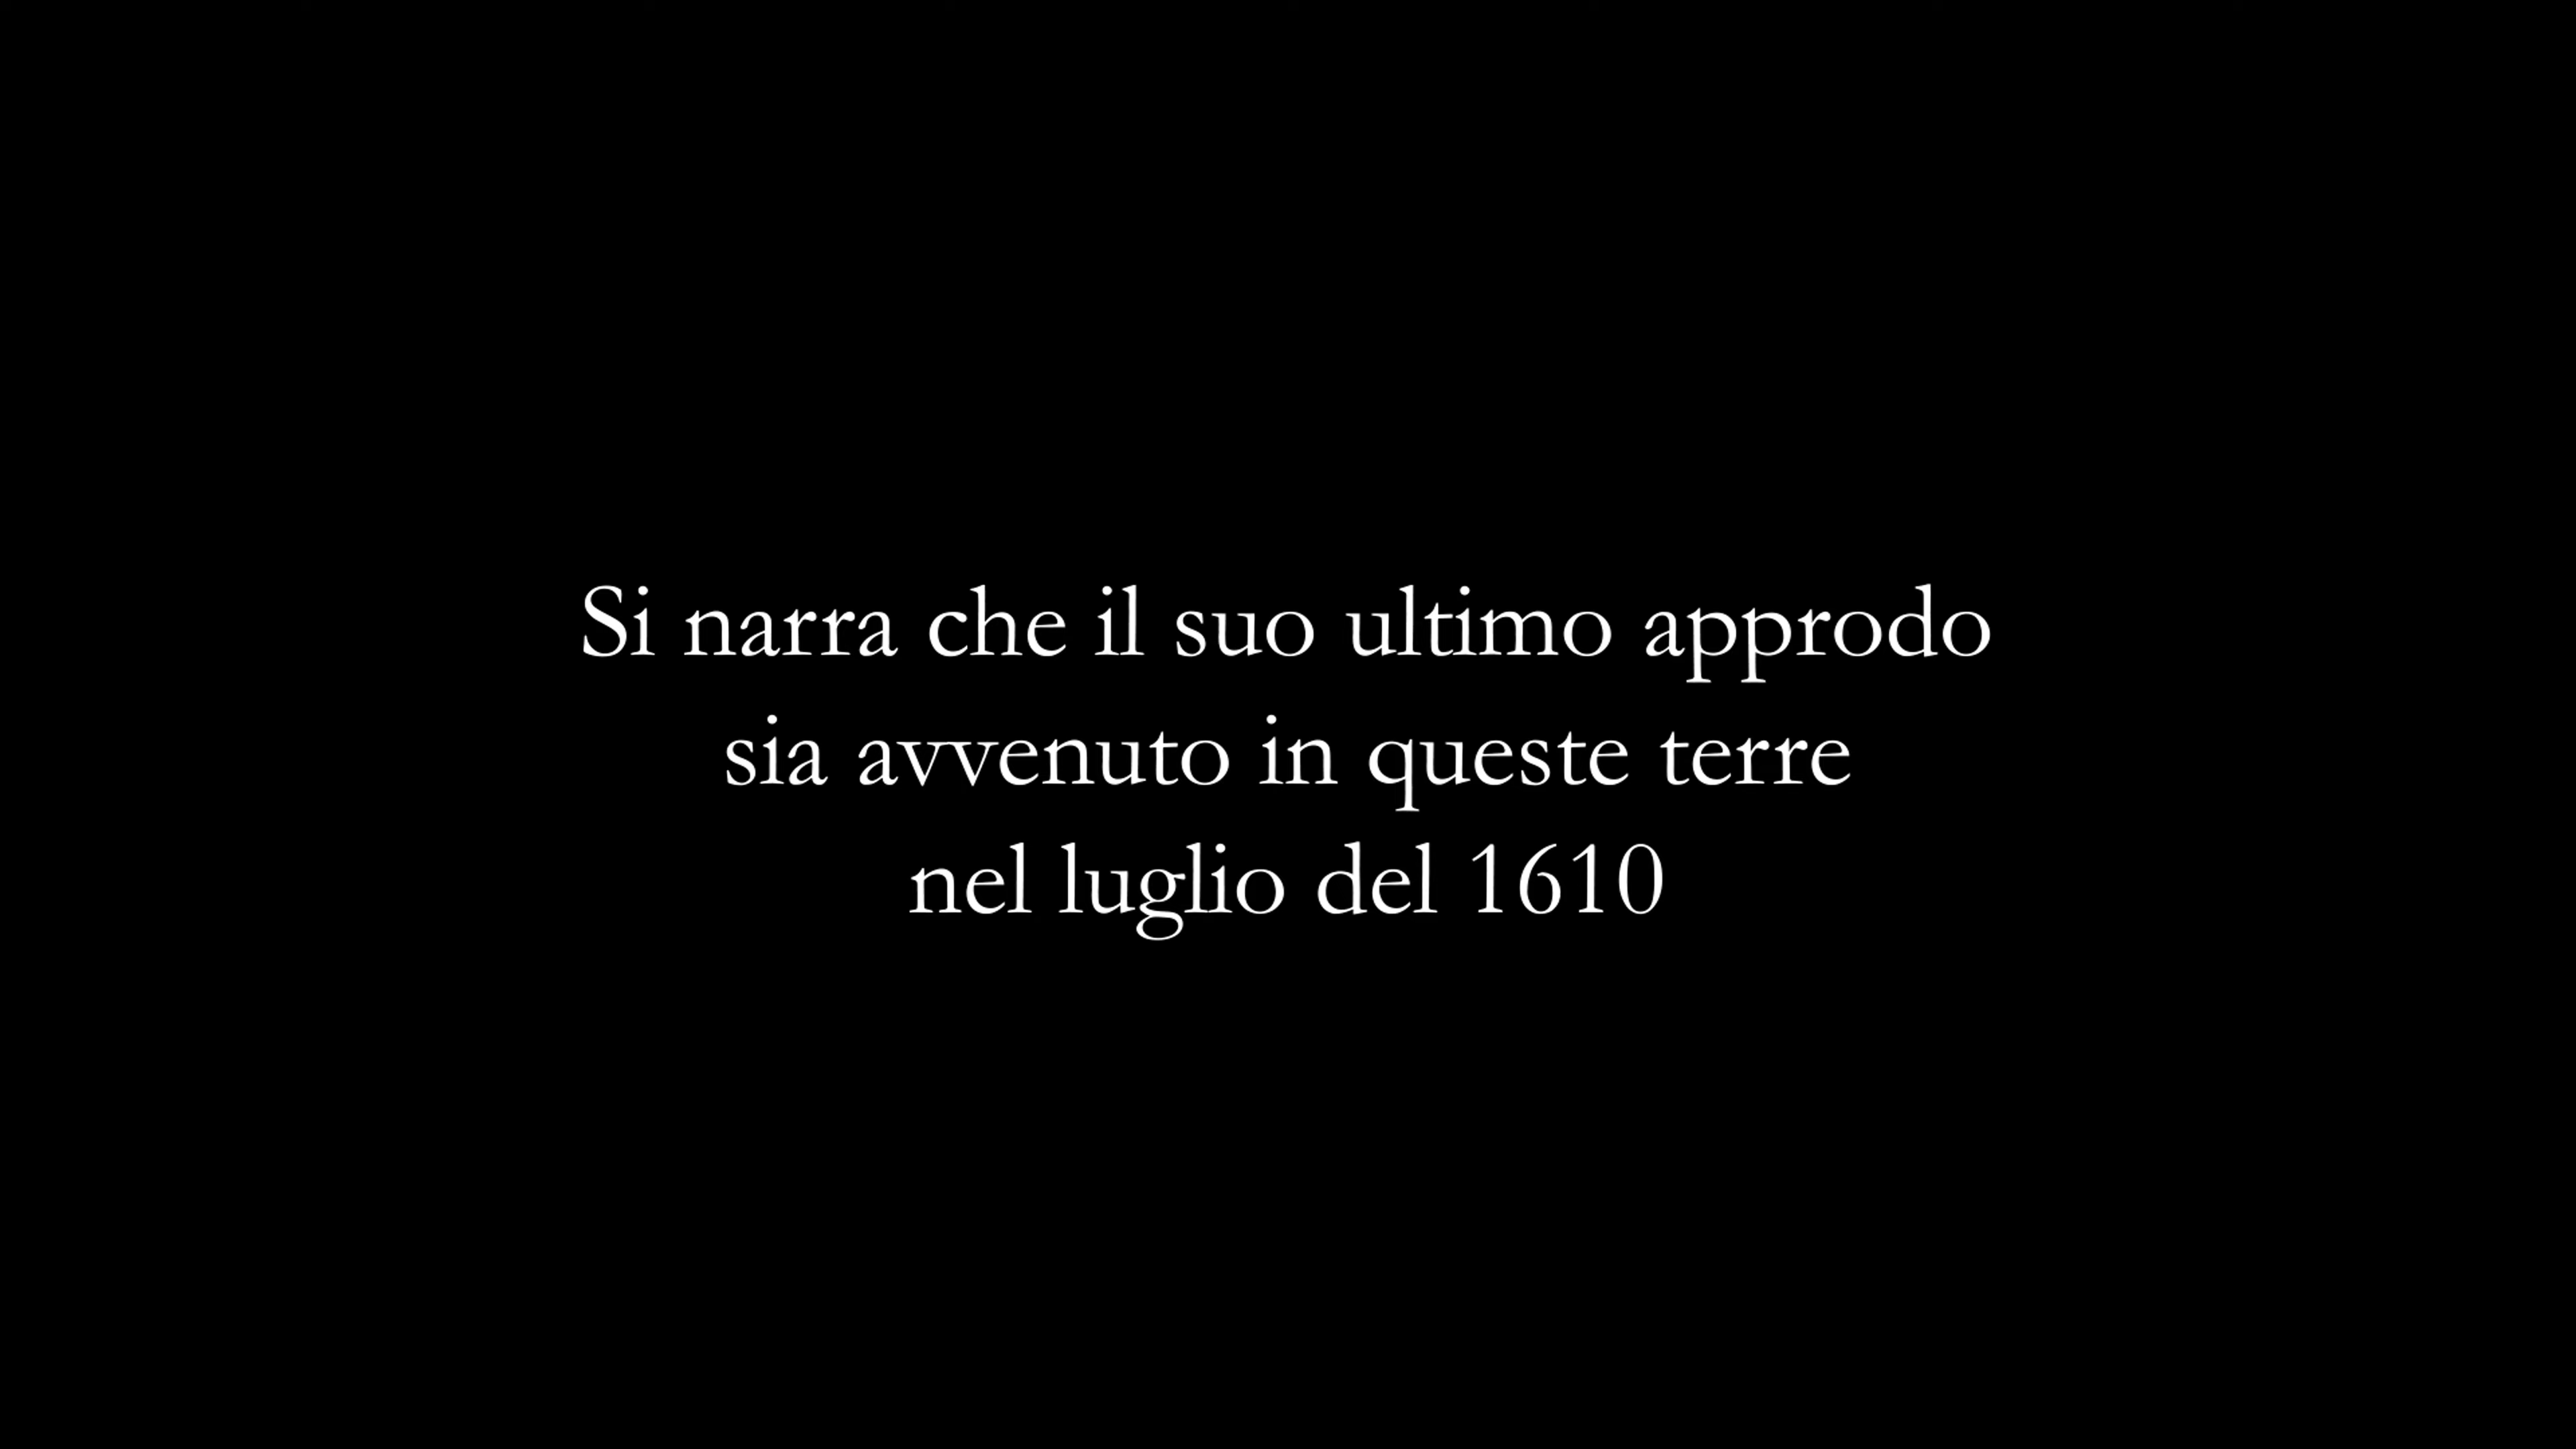 Si narra che il suo ultimo approdo
sia avvenuto in queste terre
nel luglio del 1610